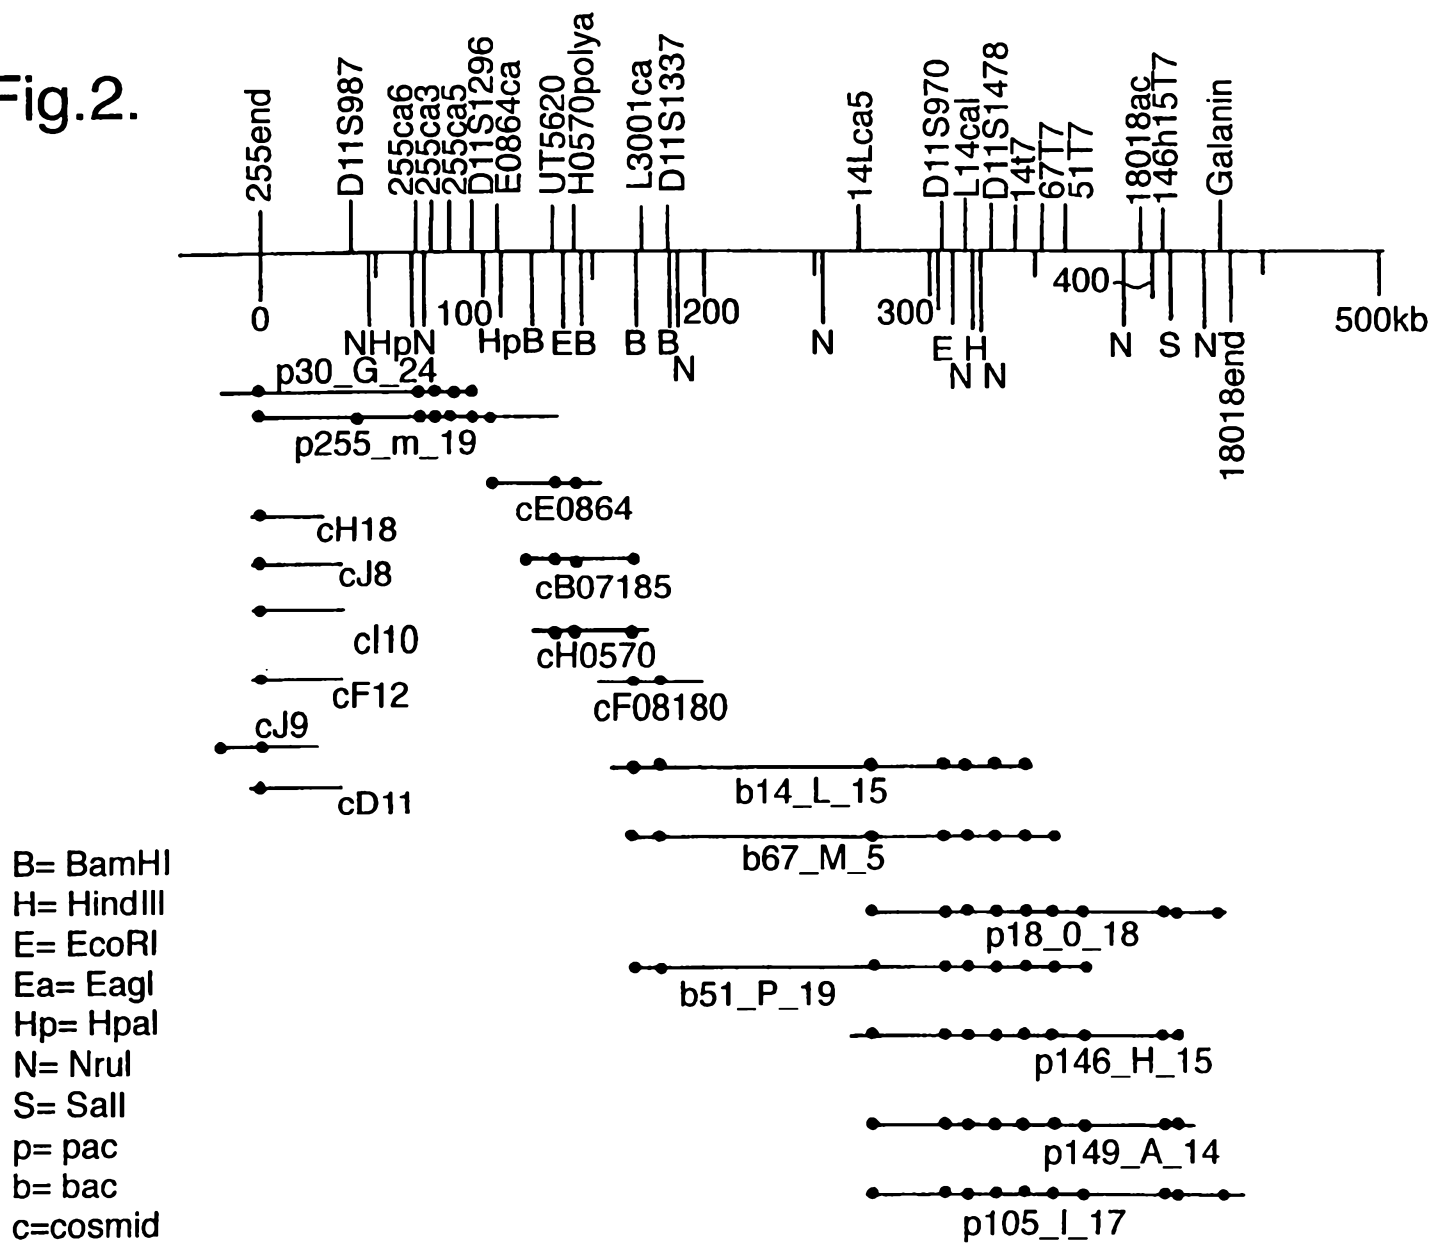 Fig.2.
255end
D11S987
255ca6
255ca3
255ca5
D11S1296
E0864ca
UT5620
H0570polya
L3001ca
D11S1337
14Lca5
D11S970
L14cal
D11S1478
14t7
67T7
51T7
18018ac
146h15T7
Galanin
0
100
200
300
400
500kb
N Hp N Hp B E B B B N N E N H N N S N
18018end
p30_G_24
p255_m_19
cE0864
cH18
cJ8
cB07185
cI10
cH0570
cF12
cF08180
cJ9
cD11
b14_L_15
b67_M_5
p18_0_18
b51_P_19
p146_H_15
p149_A_14
p105_I_17
B= BamHI
H= HindIII
E= EcoRI
Ea= EagI
Hp= HpaI
N= NruI
S= SalI
p= pac
b= bac
c=cosmid